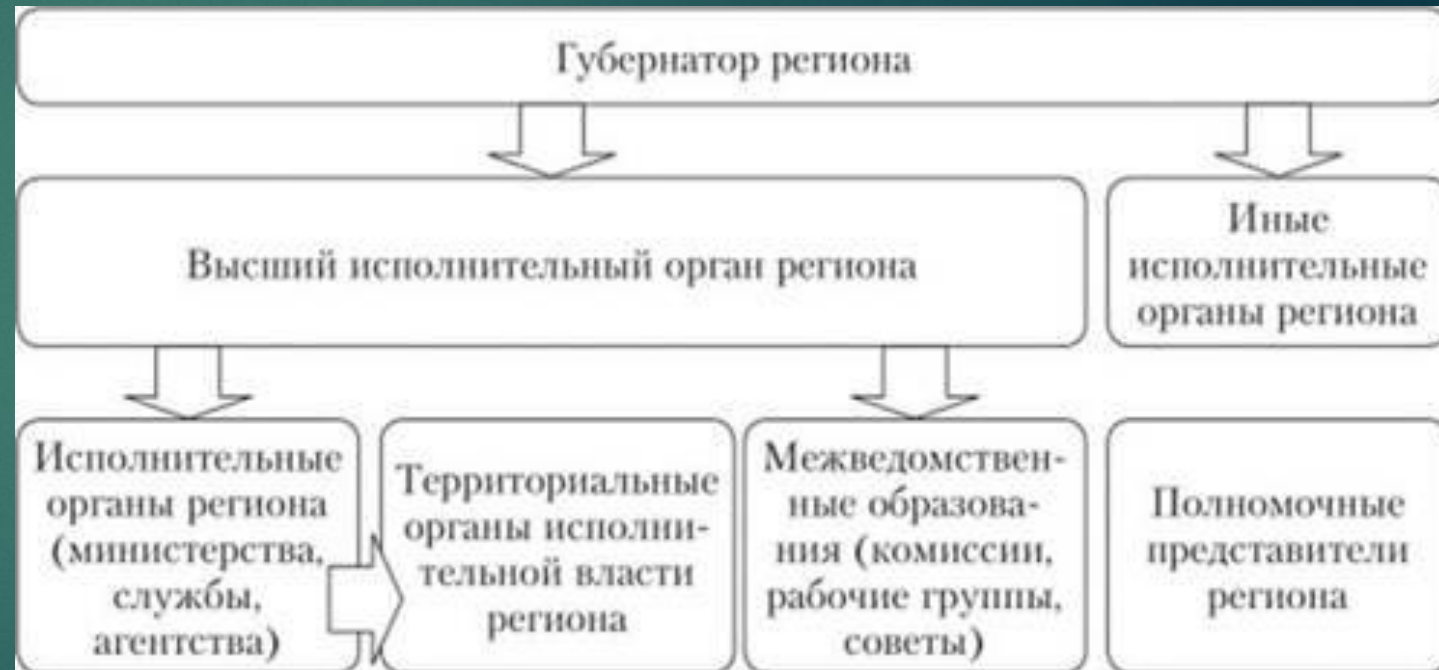 Губернатор региона
Высший исполнительный орган региона
Иные
исполнительные
органы региона
Исполнительные
органы региона
(министерства,
службы,
агентства)
Территориальные
органы исполни-
тельной власти
региона
Межведомствен-
ные образова-
ния (комиссии,
рабочие группы,
советы)
Полномочные
представители
региона